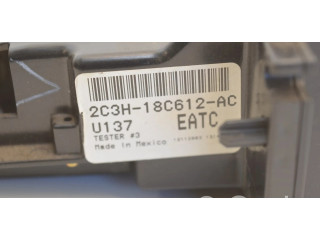 2C3H-18C612-AC
U137 EATC
TESTER #3
Made in Mexico